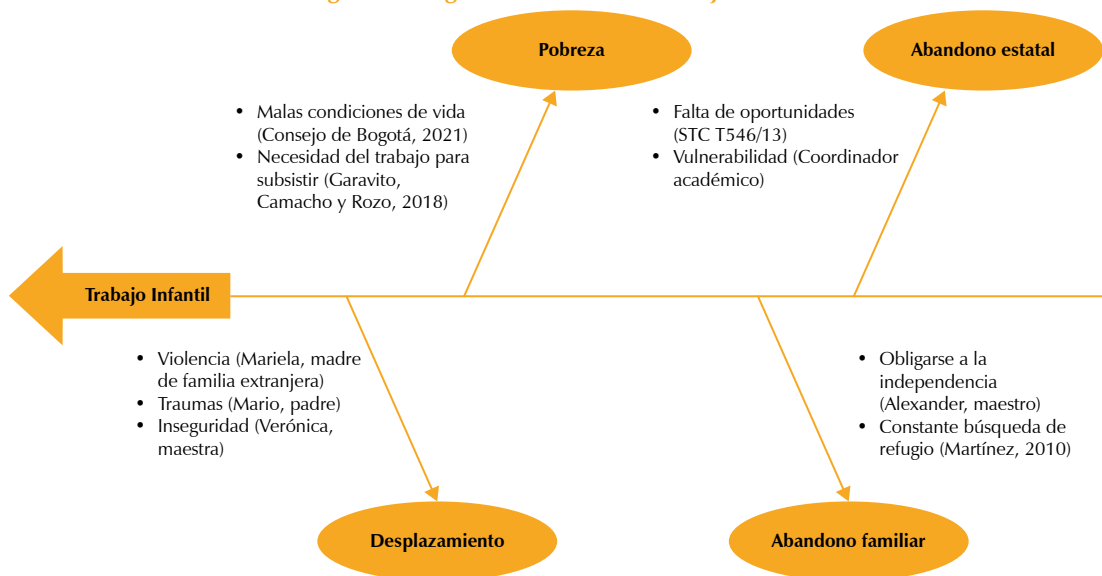 Pobreza
Abandono estatal
• Malas condiciones de vida
(Consejo de Bogotá, 2021)
• Necesidad del trabajo para
subsistir (Garavito,
Camacho y Rozo, 2018)
• Falta de oportunidades
(STC T546/13)
• Vulnerabilidad (Coordinador
académico)
Trabajo Infantil
• Violencia (Mariela, madre
de familia extranjera)
• Traumas (Mario, padre)
• Inseguridad (Verónica,
maestra)
• Obligarse a la
independencia
(Alexander, maestro)
• Constante búsqueda de
refugio (Martínez, 2010)
Desplazamiento
Abandono familiar